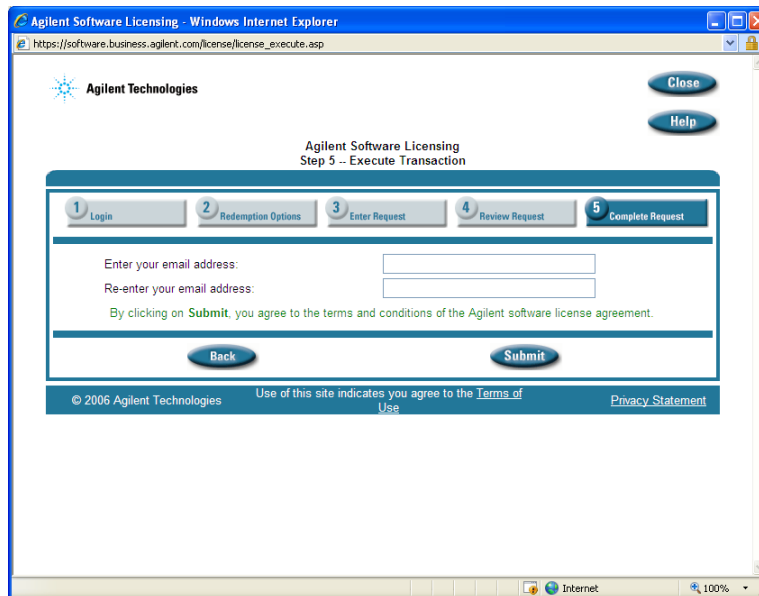 Agilent Software Licensing - Windows Internet Explorer
https://software.business.agilent.com/license/license_execute.asp
Agilent Technologies
Close
Help
Agilent Software Licensing
Step 5 -- Execute Transaction
1 Login
2 Redemption Options
3 Enter Request
4 Review Request
5 Complete Request
Enter your email address:
Re-enter your email address:
By clicking on Submit, you agree to the terms and conditions of the Agilent software license agreement.
Back
Submit
© 2006 Agilent Technologies
Use of this site indicates you agree to the Terms of
Use
Privacy Statement
Internet
100%